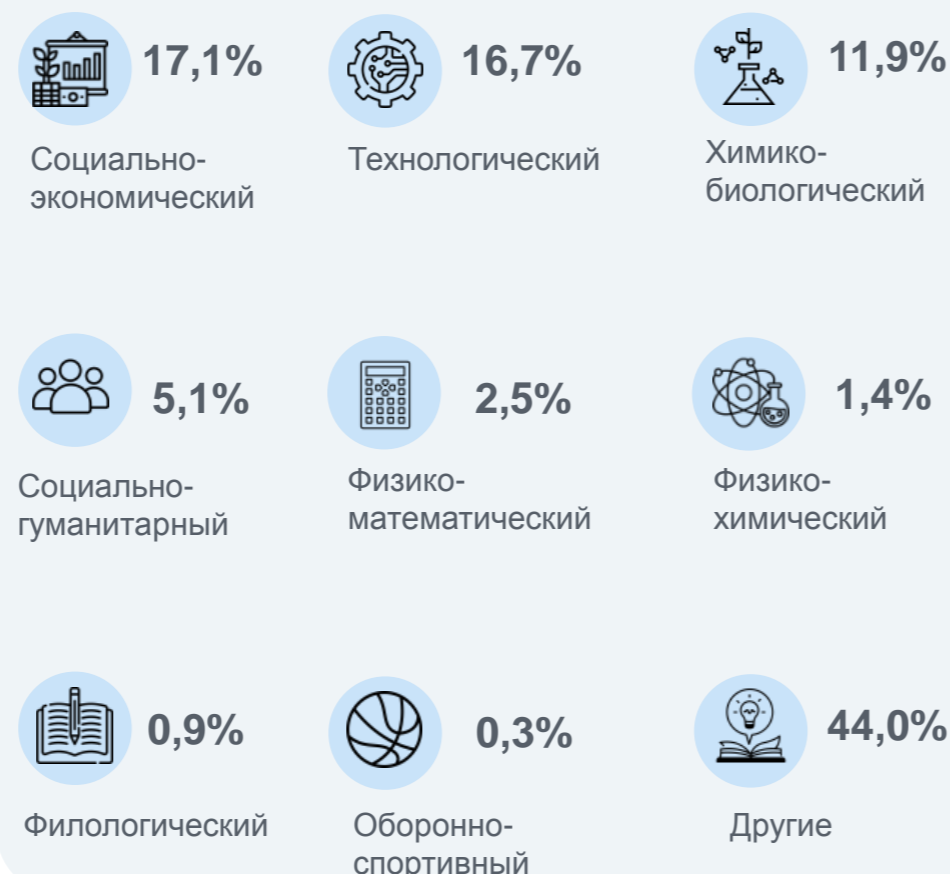 17,1%
Социально-
экономический
16,7%
Технологический
11,9%
Химико-
биологический
5,1%
Социально-
гуманитарный
2,5%
Физико-
математический
1,4%
Физико-
химический
0,9%
Филологический
0,3%
Оборонно-
спортивный
44,0%
Другие